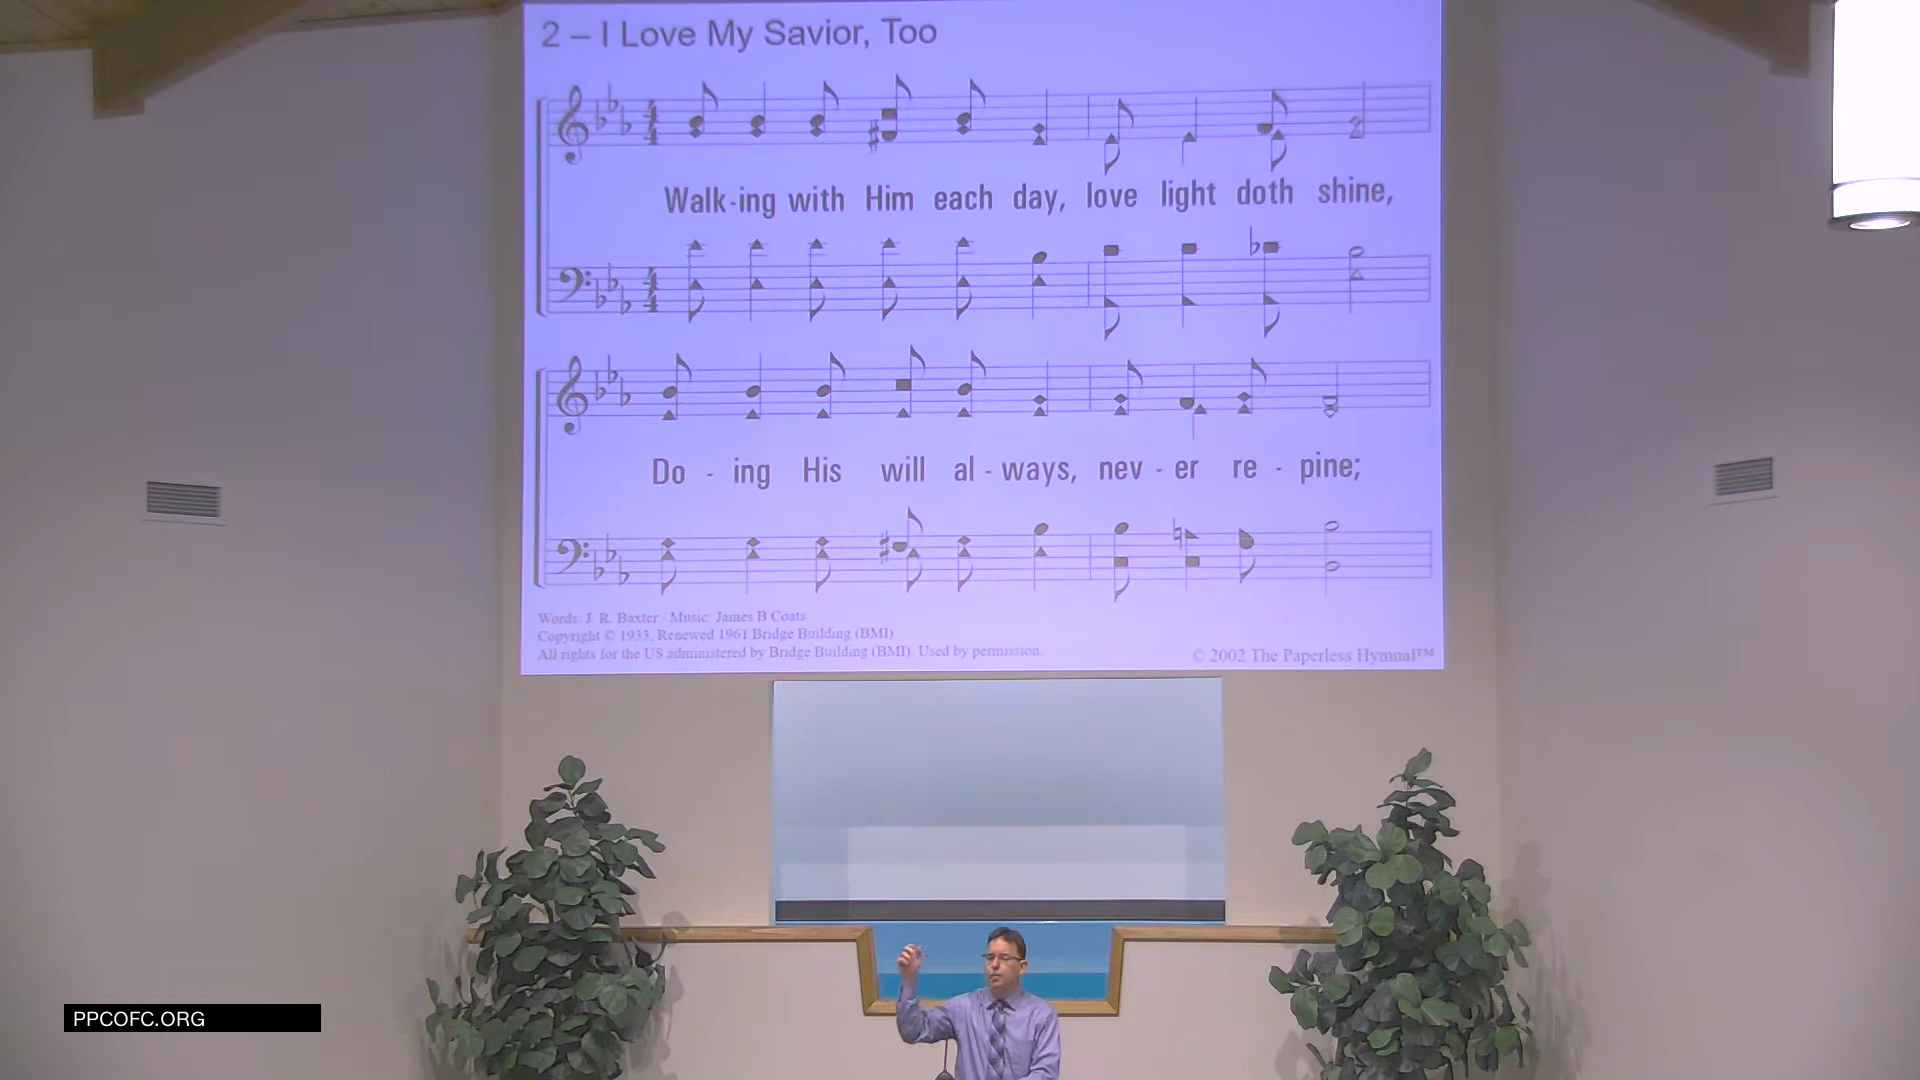 2 – I Love My Savior, Too
Walk-ing with Him each day, love light doth shine,
Do - ing His will al - ways, nev - er re - pine;
Words: J. R. Baxter / Music: James B Coats
Copyright © 1933, Renewed 1961 Bridge Building (BMI)
All rights for the US administered by Bridge Building (BMI). Used by permission.
© 2002 The Paperless Hymnal™
PPCOFC.ORG